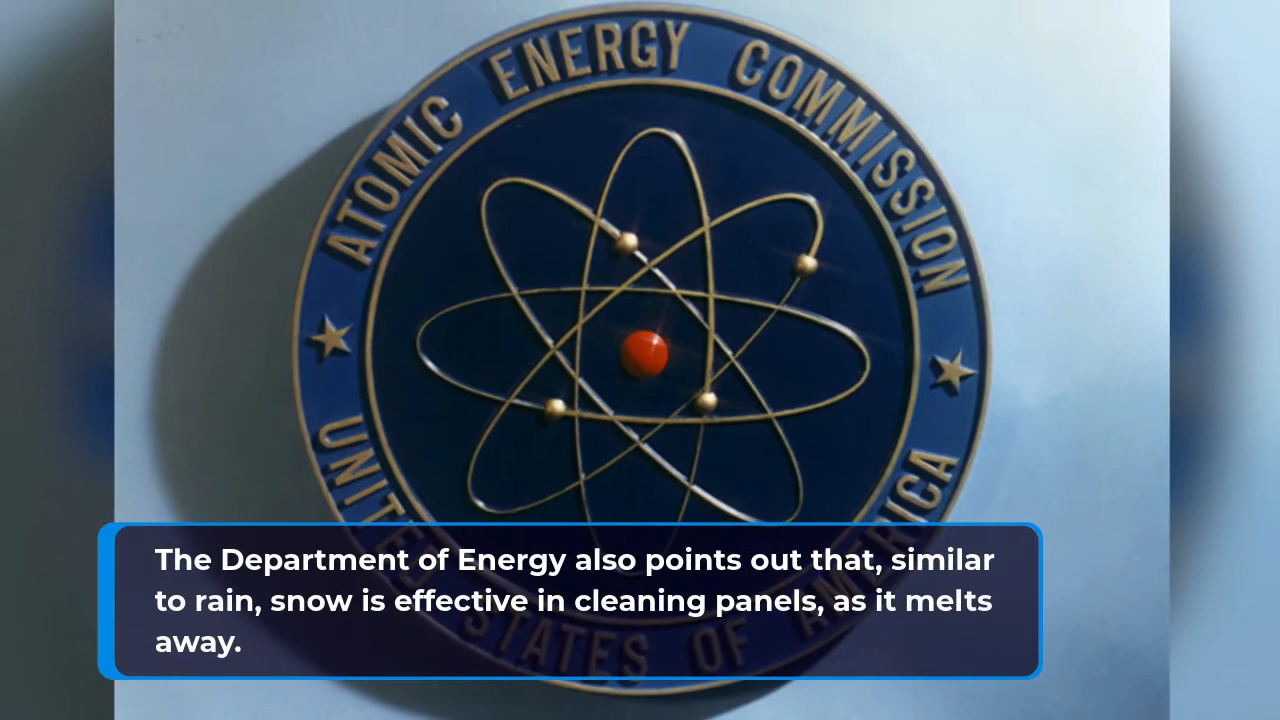 ATOMIC ENERGY COMMISSION
UNITED STATES OF AMERICA
The Department of Energy also points out that, similar
to rain, snow is effective in cleaning panels, as it melts
away.